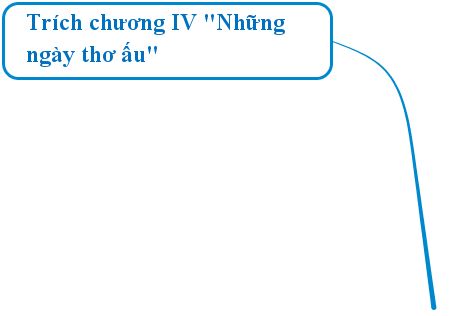 Trích chương IV "Những
ngày thơ ấu"